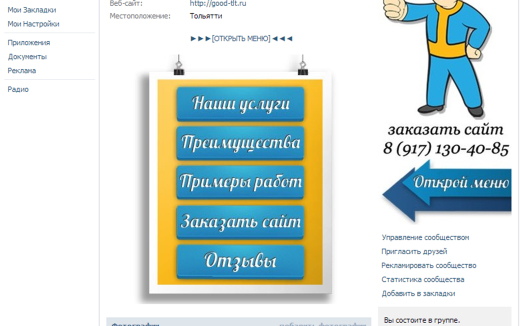 Мои Закладки
Мои Настройки
Приложения
Документы
Реклама
Радио
Веб-сайт: http://good-tlt.ru
Местоположение: Тольятти
►►►[ОТКРЫТЬ МЕНЮ]◄◄◄
Наши услуги
Преимущества
Примеры работ
Заказать сайт
Отзывы
заказать сайт
8 (917) 130-40-85
Открой меню
Управление сообществом
Пригласить друзей
Рекламировать сообщество
Статистика сообщества
Добавить в закладки
Вы состоите в группе.